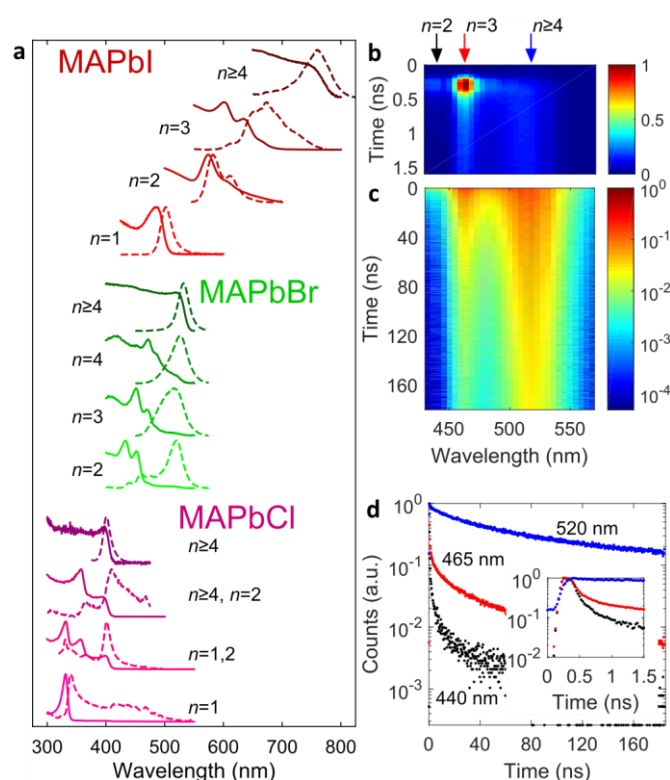 a
MAPbI
n≥4
n=3
n=2
n=1
MAPbBr
n≥4
n=4
n=3
n=2
MAPbCl
n≥4
n≥4, n=2
n=1,2
n=1
300 400 500 600 700 800
Wavelength (nm)
n=2 n=3 n≥4
b
0
0.5
1
1.5
Time (ns)
1
0.5
0
c
0
40
80
120
160
Time (ns)
10⁰
10⁻¹
10⁻²
10⁻³
10⁻⁴
450 500 550
Wavelength (nm)
d
10⁰
10⁻¹
10⁻²
10⁻³
Counts (a.u.)
520 nm
465 nm
440 nm
10⁰
10⁻¹
10⁻²
0 0.5 1 1.5
Time (ns)
0 40 80 120 160
Time (ns)